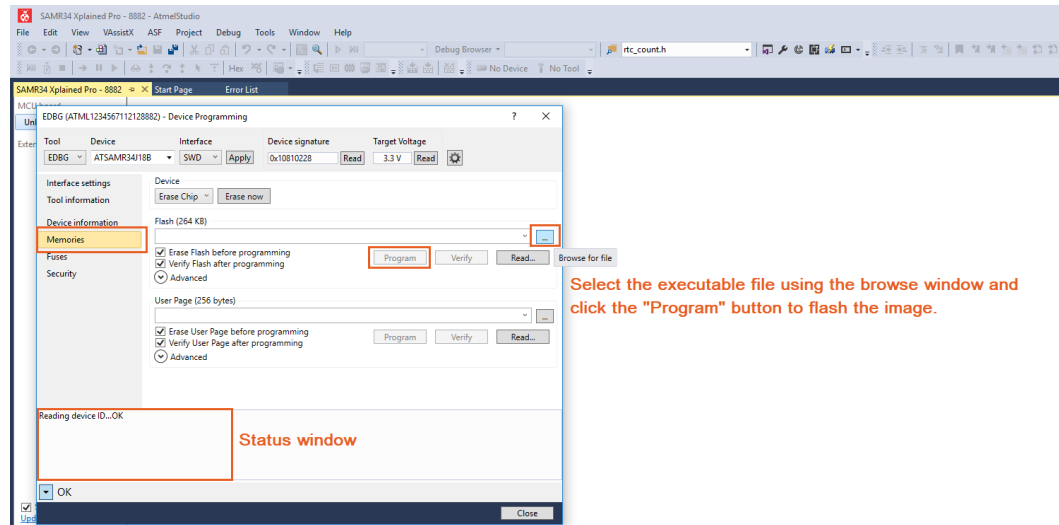 SAMR34 Xplained Pro - 8882 - AtmelStudio
File Edit View VAssistX ASF Project Debug Tools Window Help
Debug Browser rtc_count.h
Hex No Device No Tool
SAMR34 Xplained Pro - 8882 Start Page Error List
MCU board
EDBG (ATML1234567112128882) - Device Programming ? X
Tool Device Interface Device signature Target Voltage
EDBG ATSAMR34J18B SWD Apply 0x10810228 Read 3.3 V Read
Interface settings
Tool information
Device information
Memories
Fuses
Security
Device
Erase Chip Erase now
Flash (264 KB)
...
Erase Flash before programming
Verify Flash after programming
Program Verify Read...
Advanced
Browse for file
User Page (256 bytes)
...
Erase User Page before programming
Verify User Page after programming
Program Verify Read...
Advanced
Select the executable file using the browse window and
click the "Program" button to flash the image.
Reading device ID...OK
Status window
OK
Close